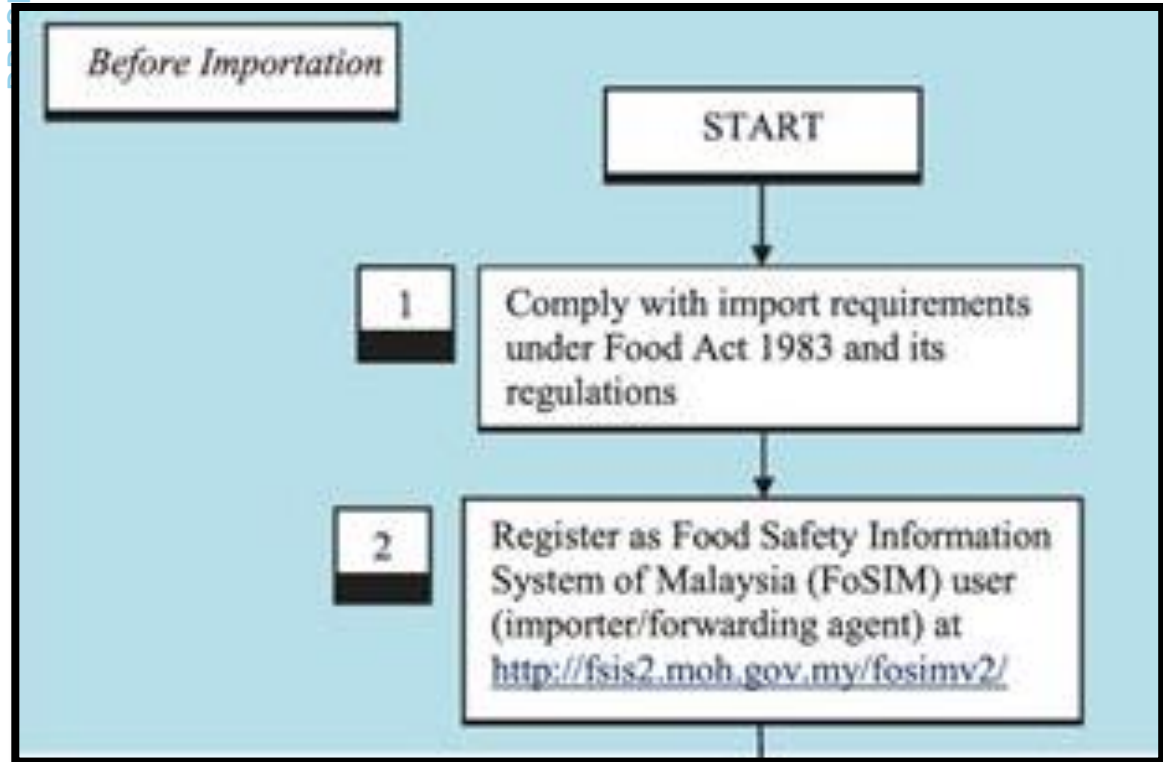 Before Importation
START
1
Comply with import requirements
under Food Act 1983 and its
regulations
2
Register as Food Safety Information
System of Malaysia (FoSIM) user
(importer/forwarding agent) at
http://fsis2.moh.gov.my/fosimv2/